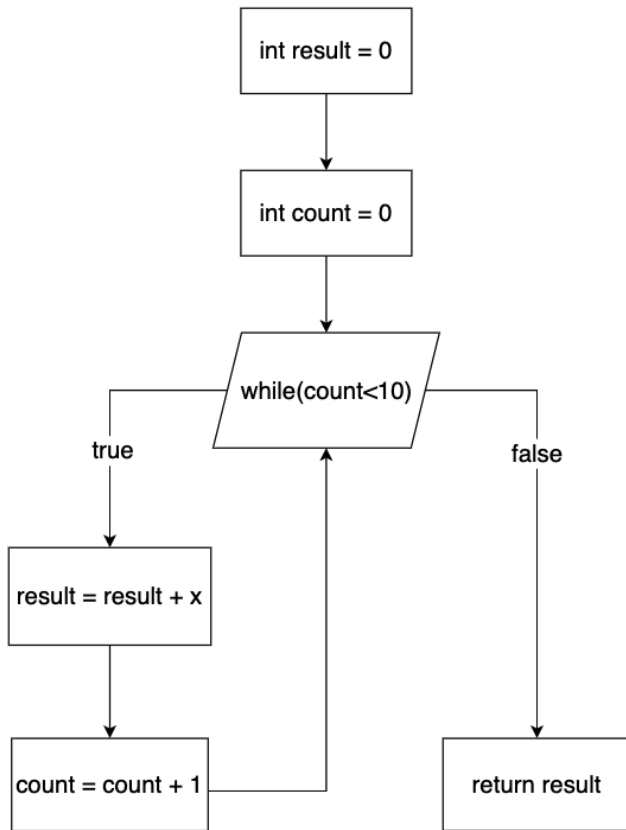 int result = 0
int count = 0
while(count<10)
true
false
result = result + x
count = count + 1
return result